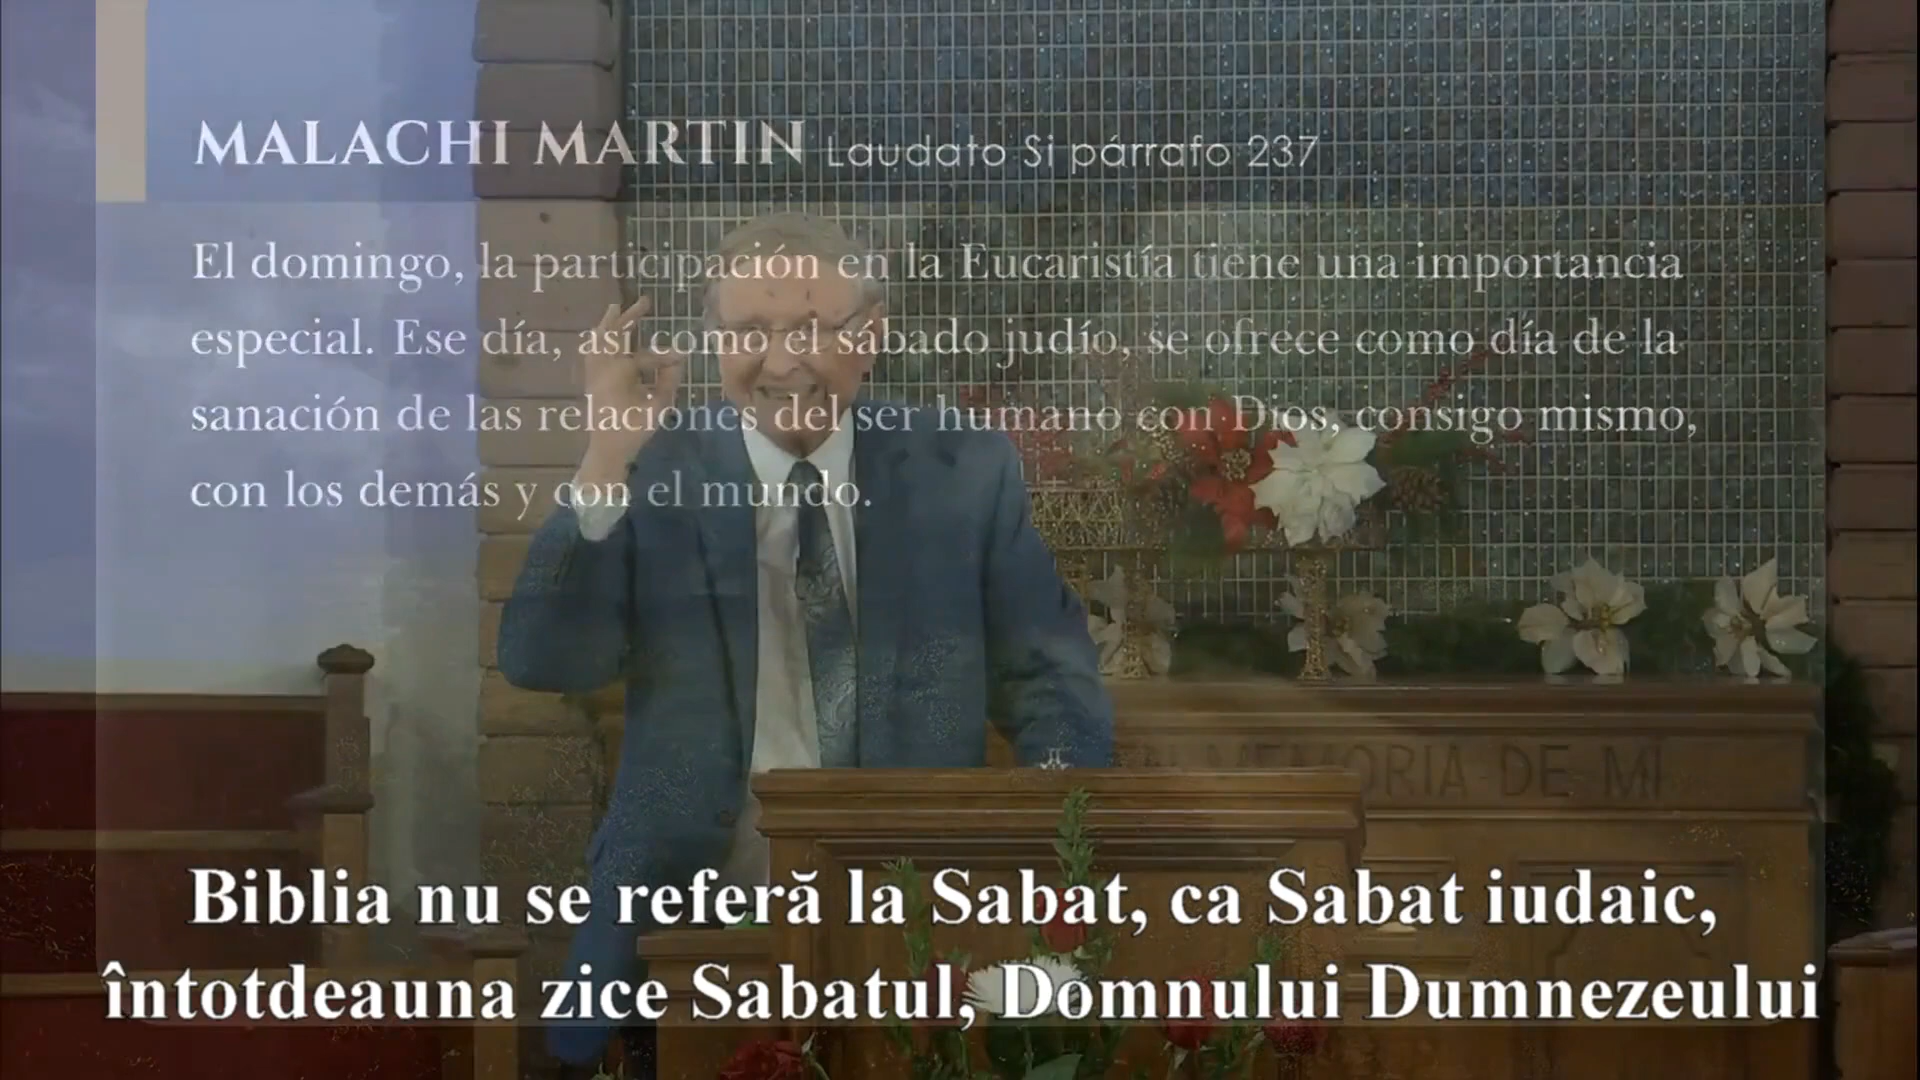 MALACHI MARTIN Laudato Si párrafo 237
El domingo, la participación en la Eucaristía tiene una importancia
especial. Ese día, así como el sábado judío, se ofrece como día de la
sanación de las relaciones del ser humano con Dios, consigo mismo,
con los demás y con el mundo.
MEMORIA DE MI
Biblia nu se referă la Sabat, ca Sabat iudaic,
întotdeauna zice Sabatul, Domnului Dumnezeului